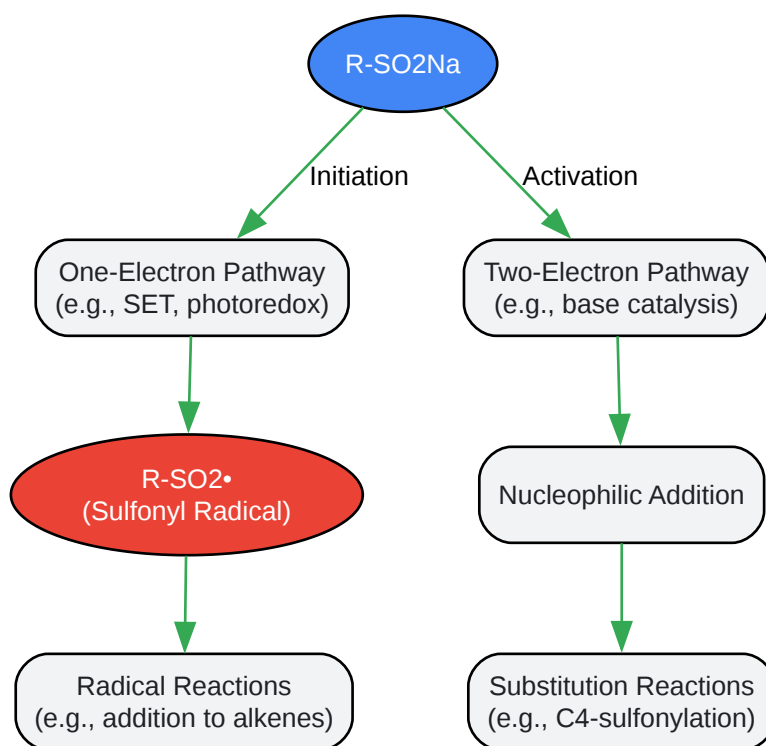 R-SO2Na
Initiation
Activation
One-Electron Pathway
(e.g., SET, photoredox)
Two-Electron Pathway
(e.g., base catalysis)
R-SO2•
(Sulfonyl Radical)
Nucleophilic Addition
Radical Reactions
(e.g., addition to alkenes)
Substitution Reactions
(e.g., C4-sulfonylation)